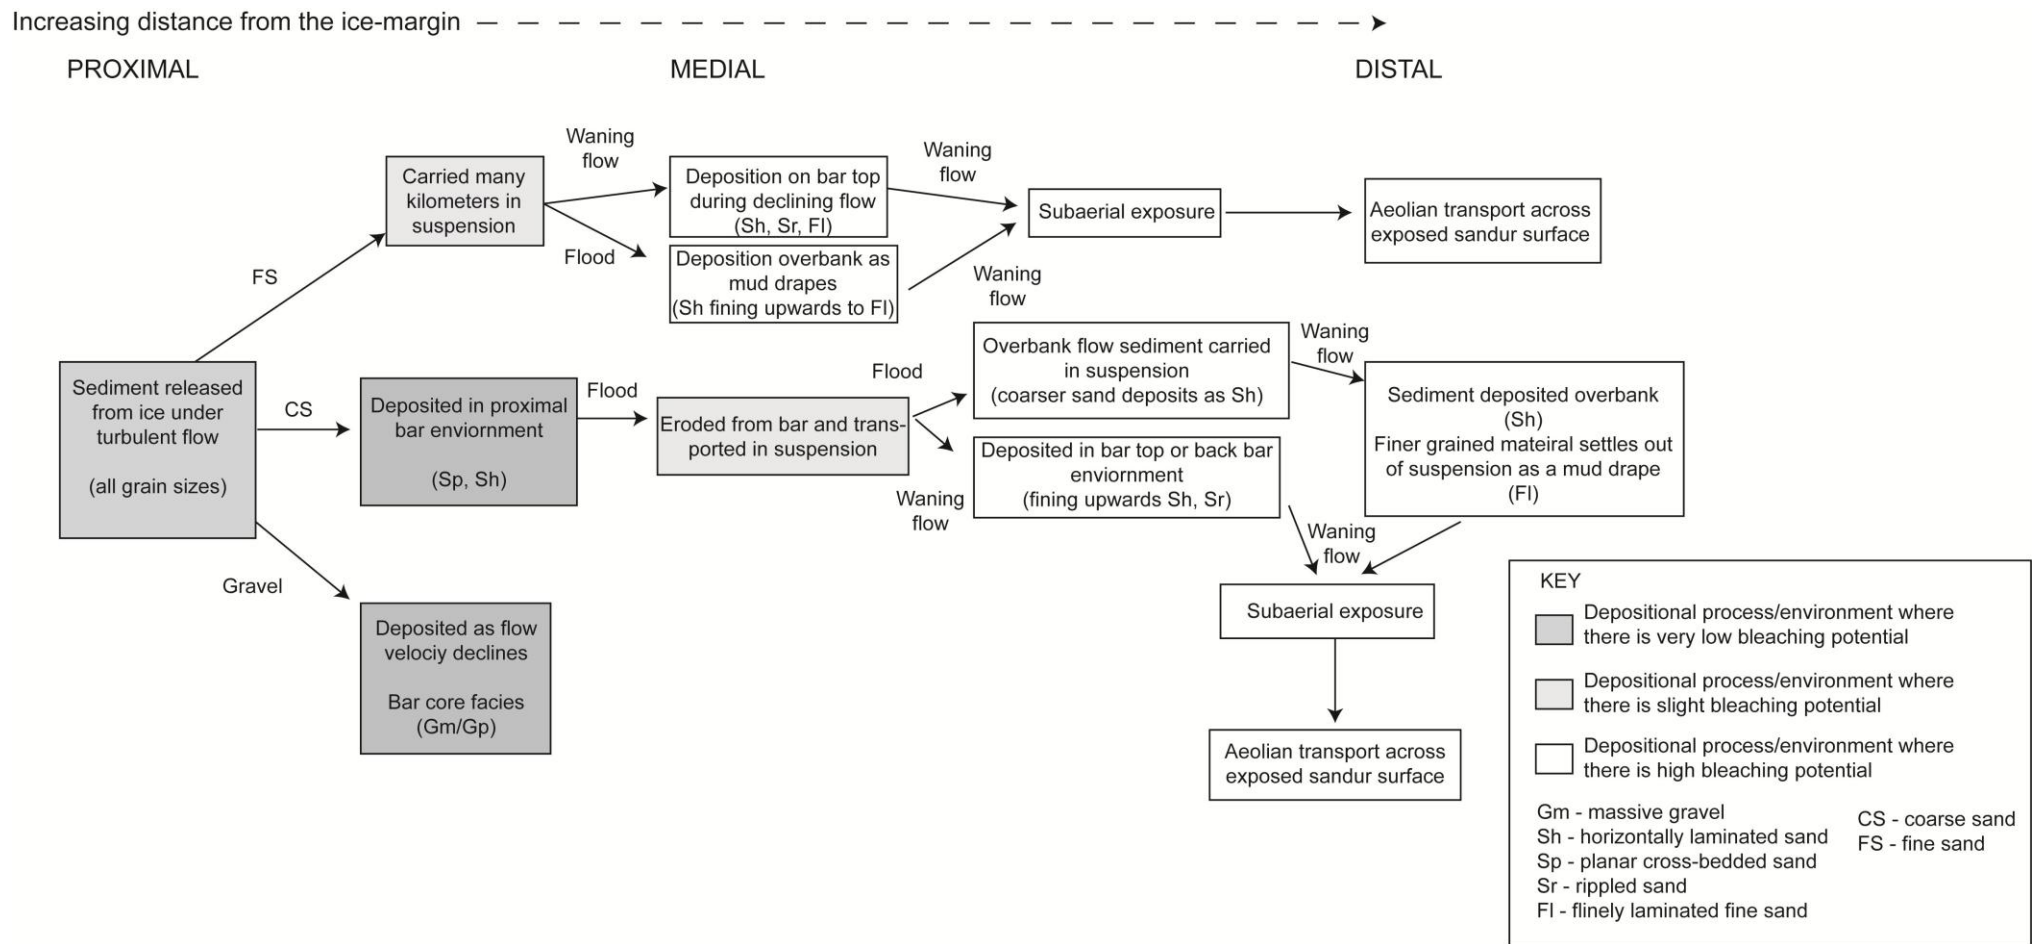 Increasing distance from the ice-margin
PROXIMAL
MEDIAL
DISTAL
Carried many
kilometers in
suspension
Waning
flow
Flood
Deposition on bar top
during declining flow
(Sh, Sr, Fl)
Deposition overbank as
mud drapes
(Sh fining upwards to Fl)
Waning
flow
Waning
flow
Subaerial exposure
Aeolian transport across
exposed sandur surface
FS
Sediment released
from ice under
turbulent flow
(all grain sizes)
CS
Deposited in proximal
bar enviornment
(Sp, Sh)
Flood
Eroded from bar and trans-
ported in suspension
Flood
Waning
flow
Overbank flow sediment carried
in suspension
(coarser sand deposits as Sh)
Deposited in bar top or back bar
enviornment
(fining upwards Sh, Sr)
Waning
flow
Sediment deposited overbank
(Sh)
Finer grained mateiral settles out
of suspension as a mud drape
(Fl)
Waning
flow
Subaerial exposure
Aeolian transport across
exposed sandur surface
Gravel
Deposited as flow
velociy declines
Bar core facies
(Gm/Gp)
KEY
Depositional process/environment where
there is very low bleaching potential
Depositional process/environment where
there is slight bleaching potential
Depositional process/environment where
there is high bleaching potential
Gm - massive gravel
Sh - horizontally laminated sand
Sp - planar cross-bedded sand
Sr - rippled sand
Fl - flinely laminated fine sand
CS - coarse sand
FS - fine sand